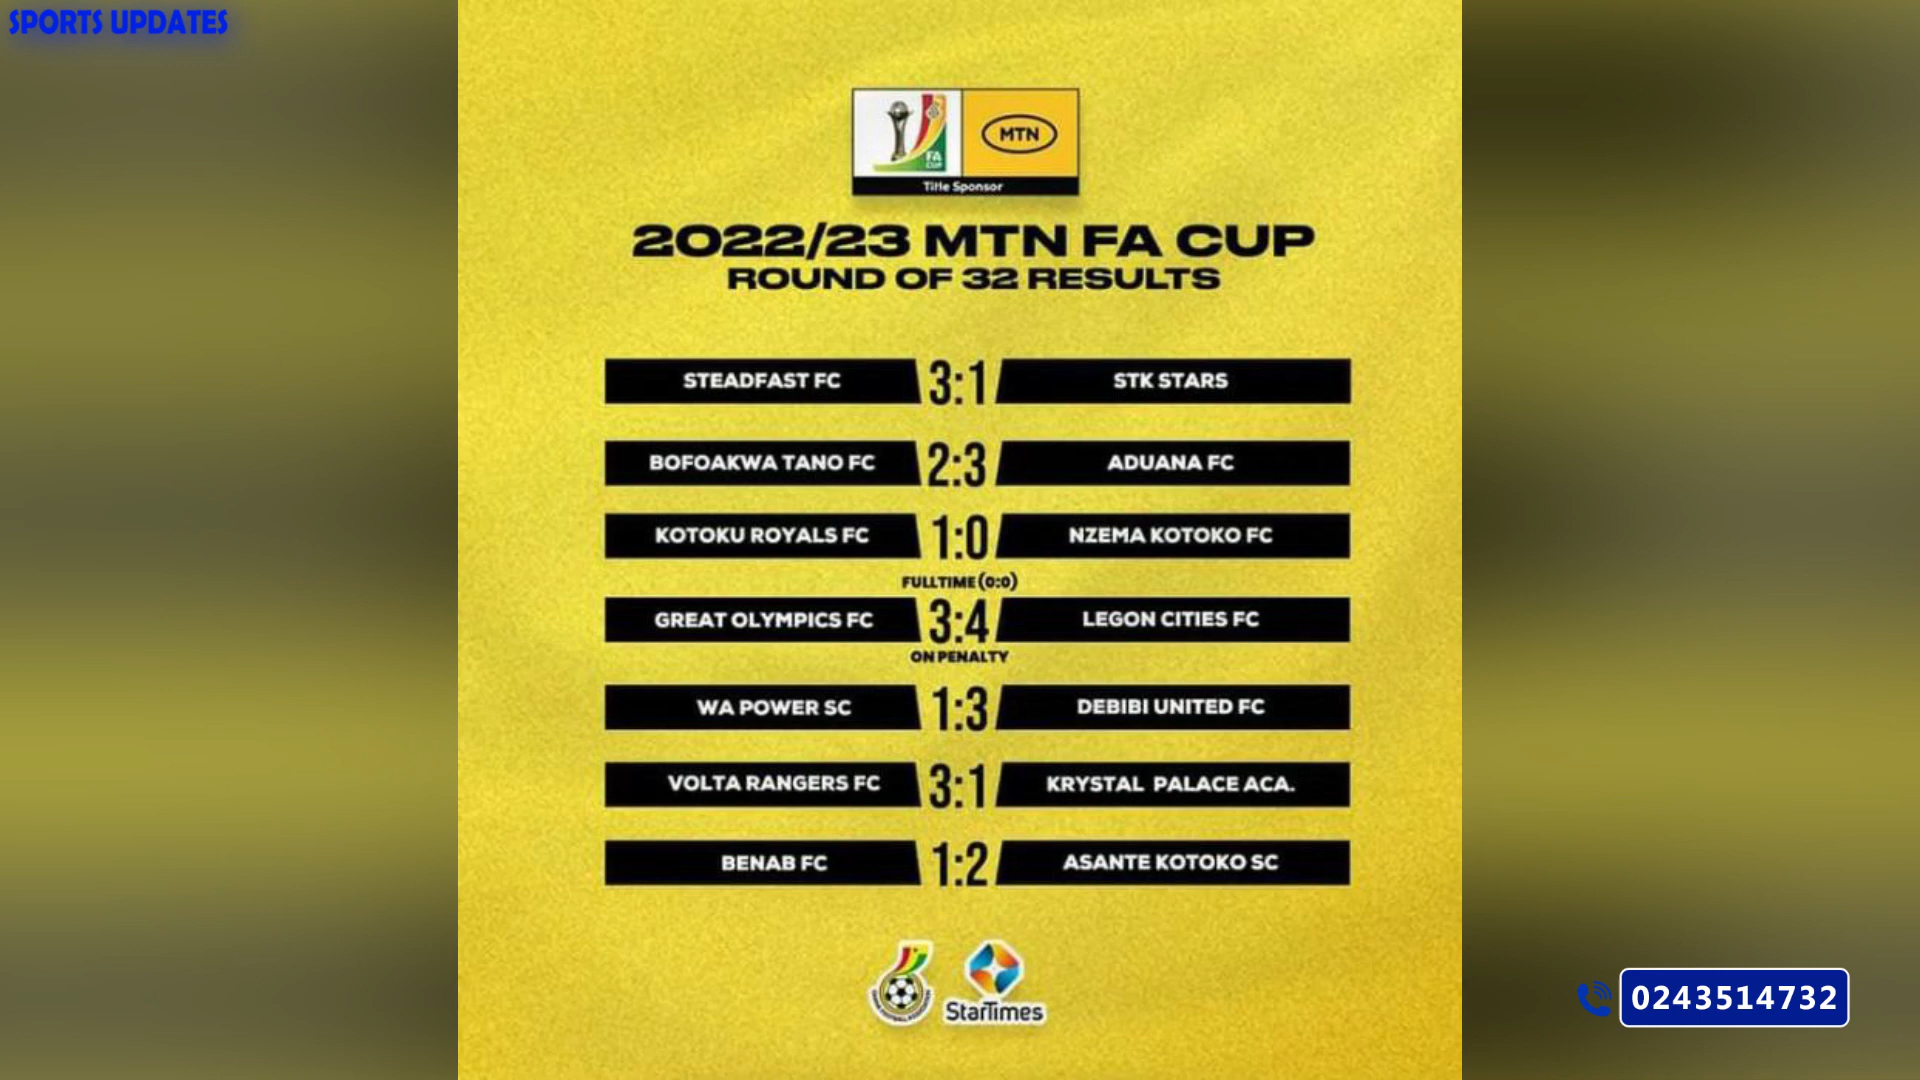 SPORTS UPDATES
FA
CUP
MTN
Title Sponsor
2022/23 MTN FA CUP
ROUND OF 32 RESULTS
STEADFAST FC 3:1 STK STARS
BOFOAKWA TANO FC 2:3 ADUANA FC
KOTOKU ROYALS FC 1:0 NZEMA KOTOKO FC
FULLTIME (0:0)
GREAT OLYMPICS FC 3:4 LEGON CITIES FC
ON PENALTY
WA POWER SC 1:3 DEBIBI UNITED FC
VOLTA RANGERS FC 3:1 KRYSTAL PALACE ACA.
BENAB FC 1:2 ASANTE KOTOKO SC
StarTimes
0243514732